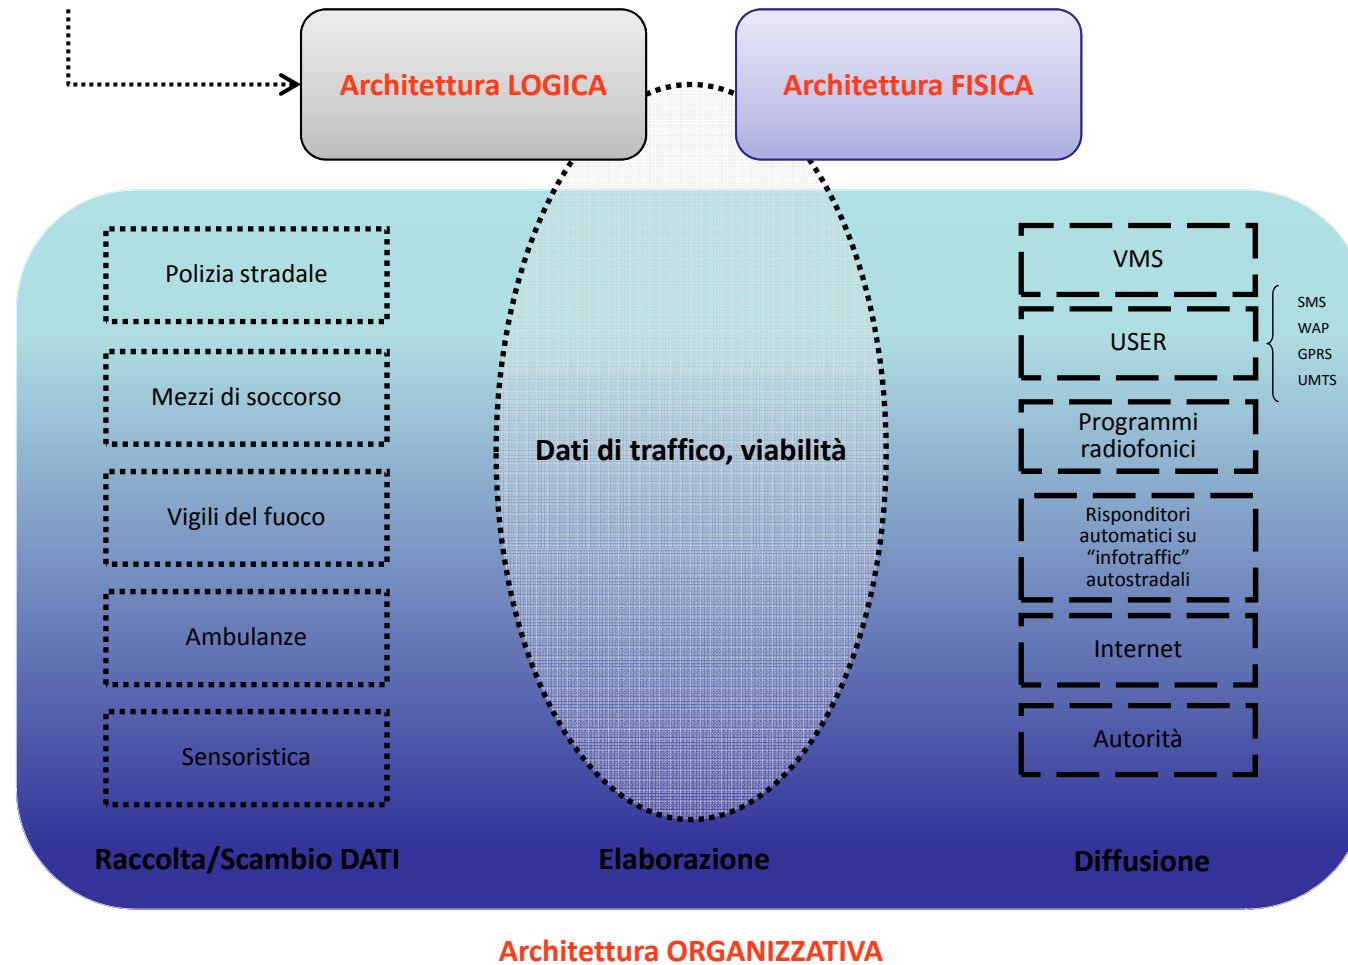 Architettura LOGICA
Architettura FISICA
Polizia stradale
Mezzi di soccorso
Vigili del fuoco
Ambulanze
Sensoristica
Raccolta/Scambio DATI
Dati di traffico, viabilità
Elaborazione
VMS
USER
SMS
WAP
GPRS
UMTS
Programmi
radiofonici
Risponditori
automatici su
“infotraffic”
autostradali
Internet
Autorità
Diffusione
Architettura ORGANIZZATIVA